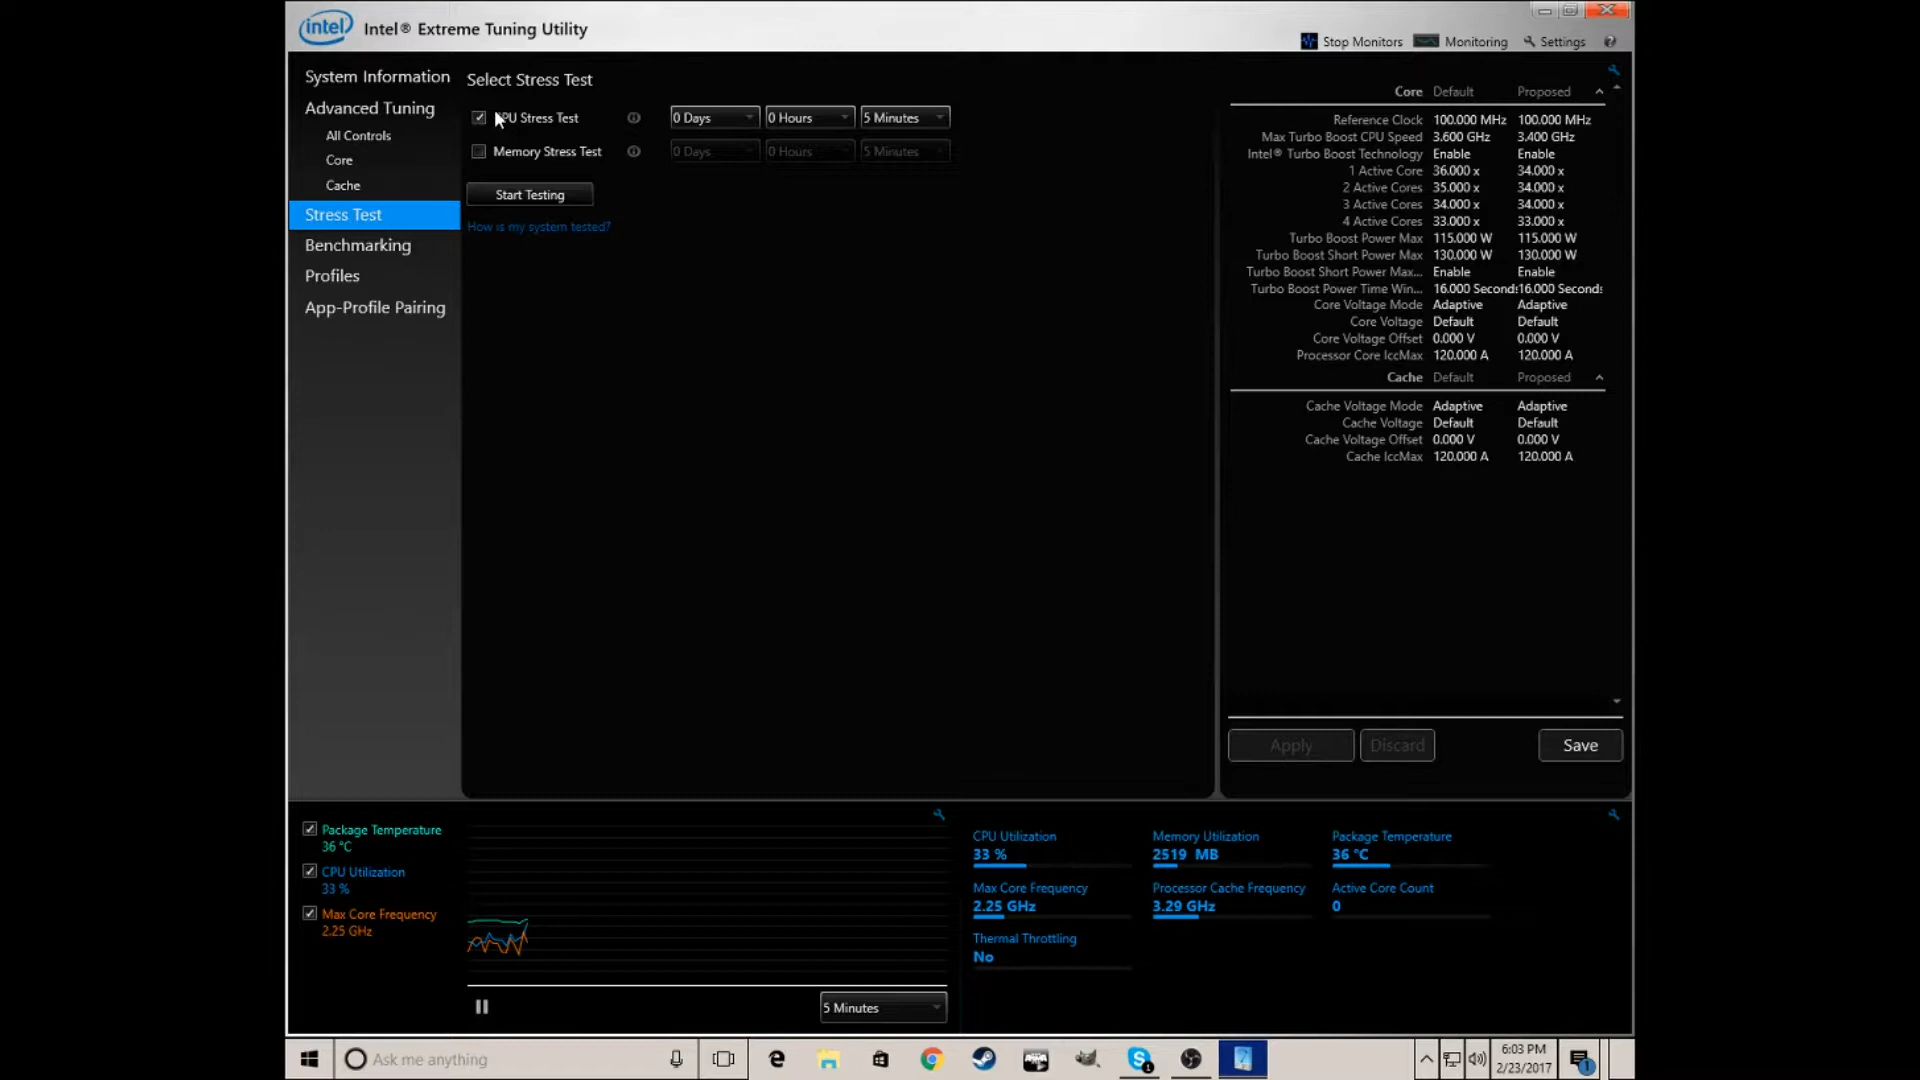 intel Intel® Extreme Tuning Utility
Stop Monitors Monitoring Settings
System Information
Advanced Tuning
All Controls
Core
Cache
Stress Test
Benchmarking
Profiles
App-Profile Pairing
Select Stress Test
PU Stress Test 0 Days 0 Hours 5 Minutes
Memory Stress Test 0 Days 0 Hours 5 Minutes
Start Testing
How is my system tested?
Core Default Proposed
Reference Clock 100.000 MHz 100.000 MHz
Max Turbo Boost CPU Speed 3.600 GHz 3.400 GHz
Intel® Turbo Boost Technology Enable Enable
1 Active Core 36.000 x 34.000 x
2 Active Cores 35.000 x 34.000 x
3 Active Cores 34.000 x 34.000 x
4 Active Cores 33.000 x 33.000 x
Turbo Boost Power Max 115.000 W 115.000 W
Turbo Boost Short Power Max 130.000 W 130.000 W
Turbo Boost Short Power Max... Enable Enable
Turbo Boost Power Time Win... 16.000 Seconds 16.000 Seconds
Core Voltage Mode Adaptive Adaptive
Core Voltage Default Default
Core Voltage Offset 0.000 V 0.000 V
Processor Core IccMax 120.000 A 120.000 A
Cache Default Proposed
Cache Voltage Mode Adaptive Adaptive
Cache Voltage Default Default
Cache Voltage Offset 0.000 V 0.000 V
Cache IccMax 120.000 A 120.000 A
Apply Discard Save
Package Temperature
36 °C
CPU Utilization
33 %
Max Core Frequency
2.25 GHz
5 Minutes
CPU Utilization Memory Utilization Package Temperature
33 % 2519 MB 36 °C
Max Core Frequency Processor Cache Frequency Active Core Count
2.25 GHz 3.29 GHz 0
Thermal Throttling
No
Ask me anything
6:03 PM
2/23/2017